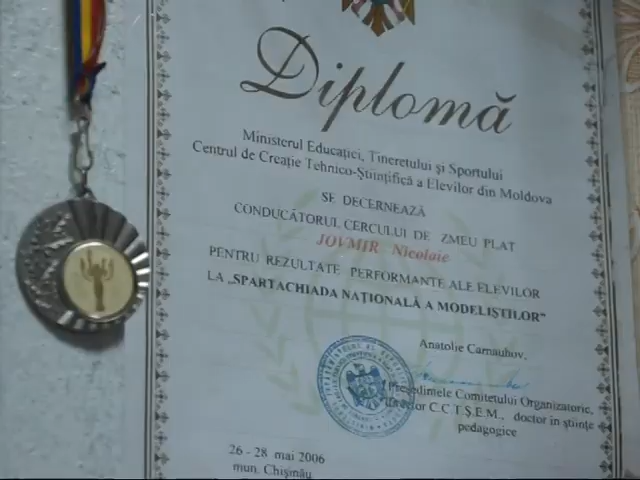 Diplomă
Ministerul Educației, Tineretului și Sportului
Centrul de Creație Tehnico-Științifică a Elevilor din Moldova
SE DECERNEAZĂ
CONDUCĂTORUL CERCULUI DE ZMEU PLAT
JOVMIR Nicolaie
PENTRU REZULTATE PERFORMANTE ALE ELEVILOR
LA „SPARTACHIADA NAȚIONALĂ A MODELIȘTILOR"
Anatolie Carnauhov,
Președinele Comitetului Organizatoric,
director C.C.T.Ș.E.M., doctor în științe
pedagogice
26 - 28 mai 2006
mun. Chișinău